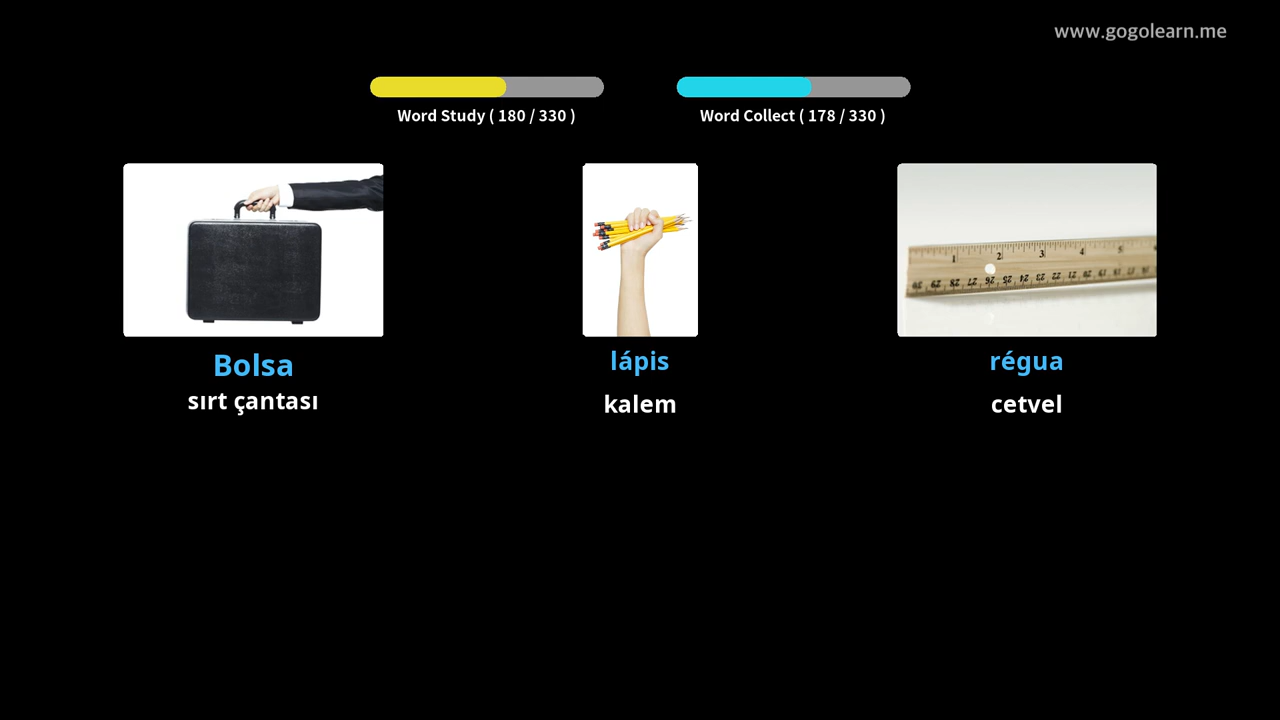 www.gogolearn.me
Word Study ( 180 / 330 )
Word Collect ( 178 / 330 )
Bolsa
sırt çantası
lápis
kalem
régua
cetvel